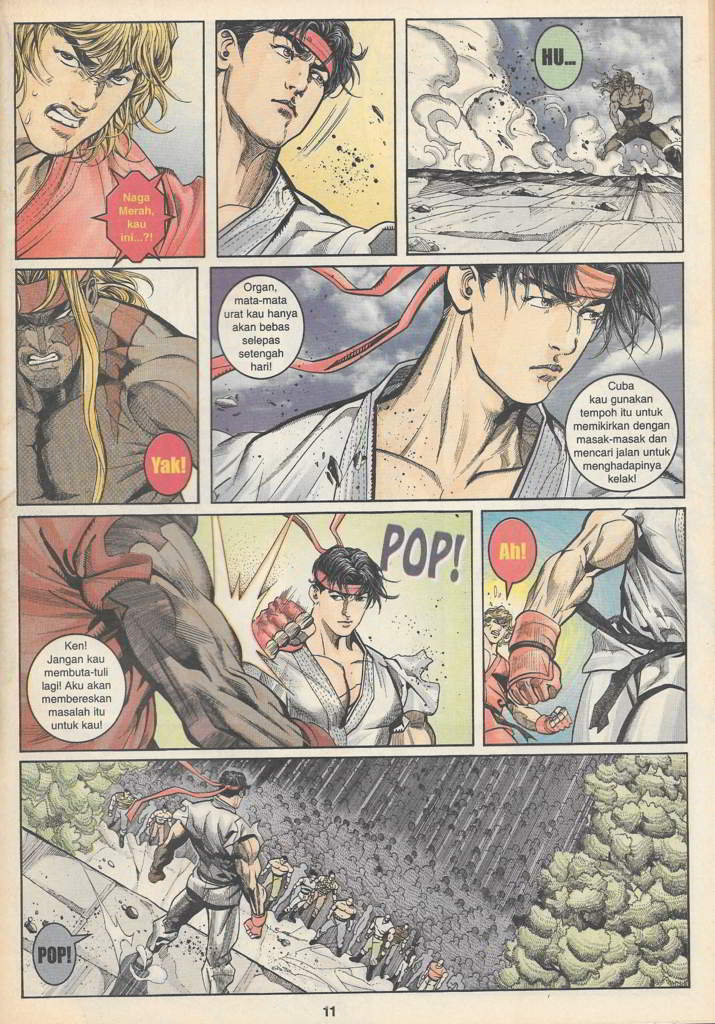 Naga
Merah,
kau
ini...?!
HU...
Yak!
Organ,
mata-mata
urat kau hanya
akan bebas
selepas
setengah
hari!
Cuba
kau gunakan
tempoh itu untuk
memikirkan dengan
masak-masak dan
mencari jalan untuk
menghadapinya
kelak!
Ken!
Jangan kau
membuta-tuli
lagi! Aku akan
membereskan
masalah itu
untuk kau!
POP!
Ah!
POP!
11